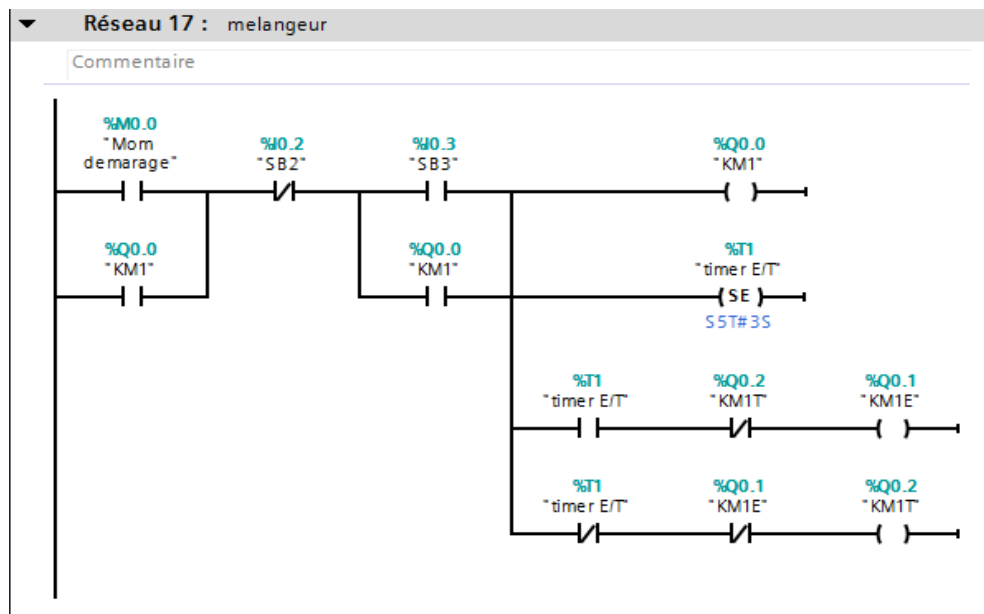 Réseau 17 : melangeur
Commentaire
%M0.0
"Mom
demarage"
%I0.2
"SB2"
%I0.3
"SB3"
%Q0.0
"KM1"
%Q0.0
"KM1"
%Q0.0
"KM1"
%T1
"timer E/T"
SE
S5T#3S
%T1
"timer E/T"
%Q0.2
"KM1T"
%Q0.1
"KM1E"
%T1
"timer E/T"
%Q0.1
"KM1E"
%Q0.2
"KM1T"